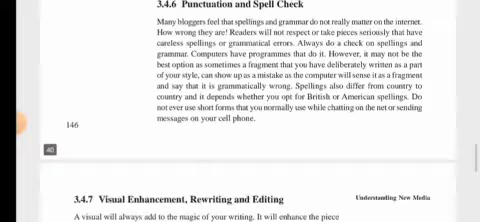 3.4.6 Punctuation and Spell Check
Many bloggers feel that spellings and grammar do not really matter on the internet.
How wrong they are! Readers will not respect or take pieces seriously that have
careless spellings or grammatical errors. Always do a check on spellings and
grammar. Computers have programmes that do it. However, it may not be the
best option as sometimes a fragment that you have deliberately written as a part
of your style, can show up as a mistake as the computer will sense it as a fragment
and say that it is grammatically wrong. Spellings also differ from country to
country and it depends whether you opt for British or American spellings. Do
not ever use short forms that you normally use while chatting on the net or sending
messages on your cell phone.
146
40
3.4.7 Visual Enhancement, Rewriting and Editing
Understanding New Media
A visual will always add to the magic of your writing. It will enhance the piece